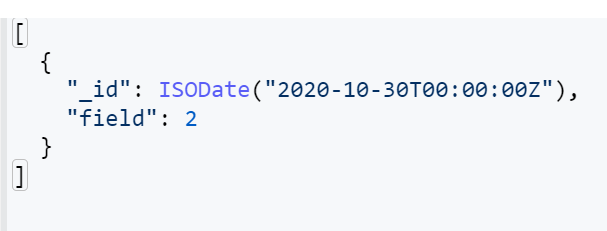 [
  {
    "_id": ISODate("2020-10-30T00:00:00Z"),
    "field": 2
  }
]